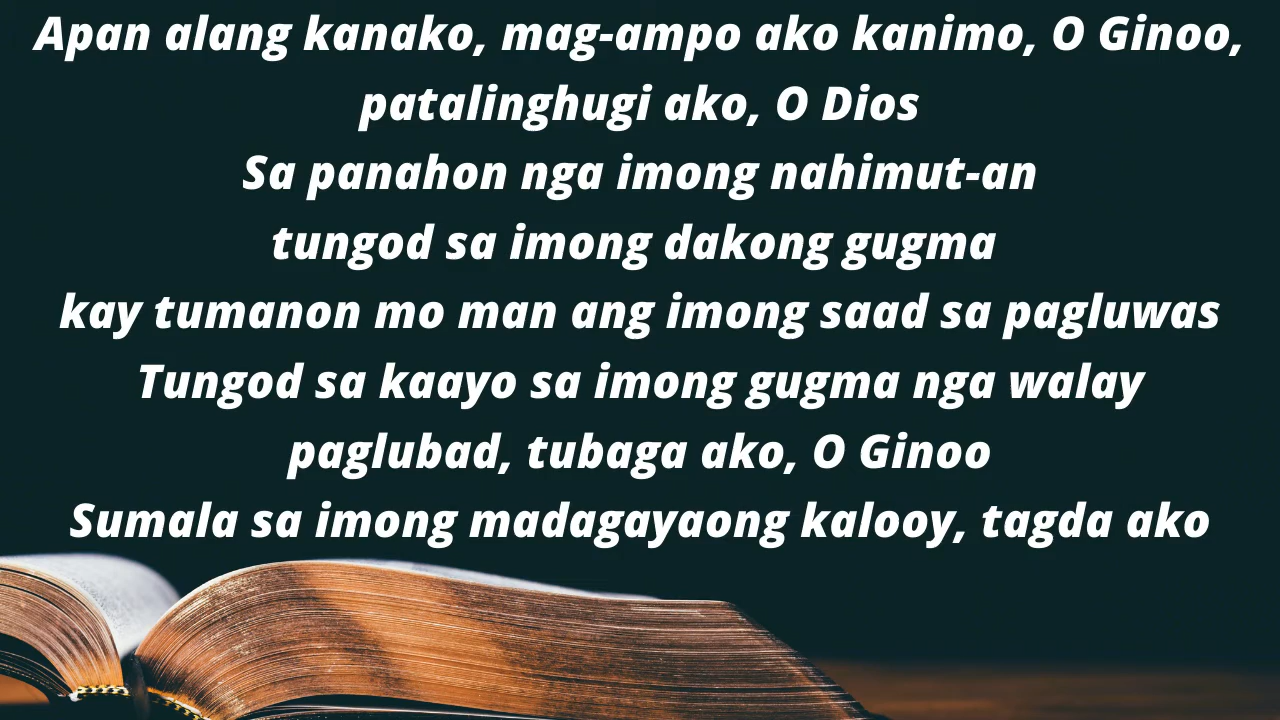 Apan alang kanako, mag-ampo ako kanimo, O Ginoo,
patalinghugi ako, O Dios
Sa panahon nga imong nahimut-an
tungod sa imong dakong gugma
kay tumanon mo man ang imong saad sa pagluwas
Tungod sa kaayo sa imong gugma nga walay
paglubad, tubaga ako, O Ginoo
Sumala sa imong madagayaong kalooy, tagda ako